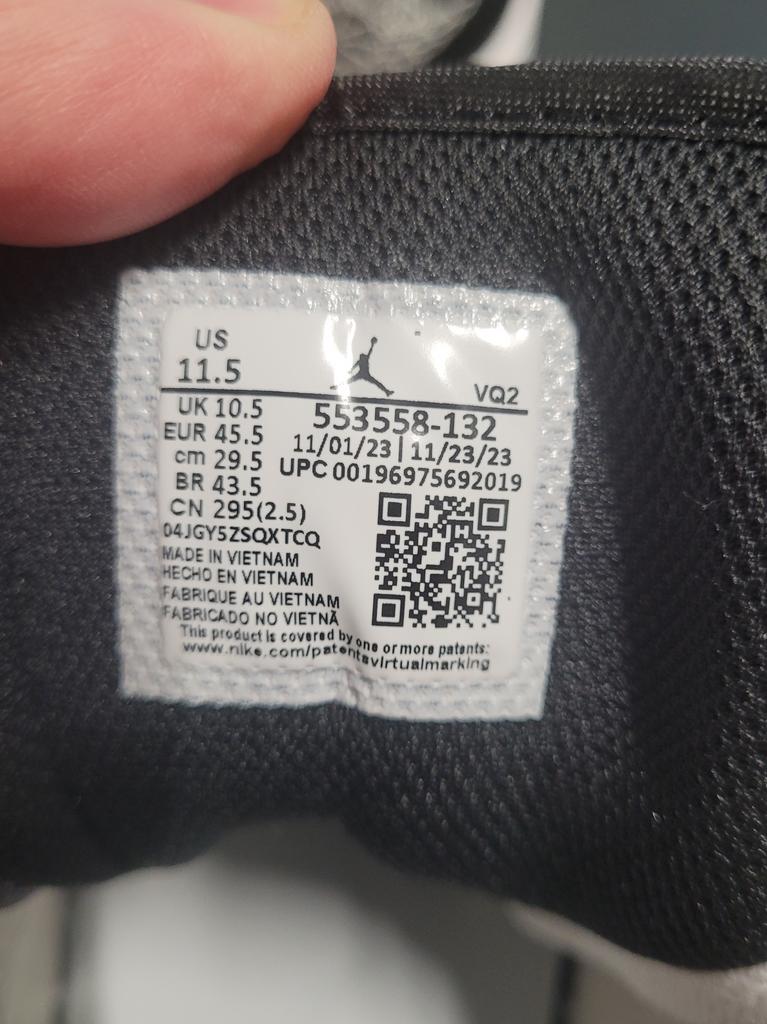 US
11.5
VQ2
UK 10.5
EUR 45.5
cm 29.5
BR 43.5
CN 295(2.5)
553558-132
11/01/23 | 11/23/23
UPC 00196975692019
04JGY5ZSQXTCQ
MADE IN VIETNAM
HECHO EN VIETNAM
FABRIQUE AU VIETNAM
FABRICADO NO VIETNÃ
This product is covered by one or more patents:
www.nike.com/patentsvirtualmarking